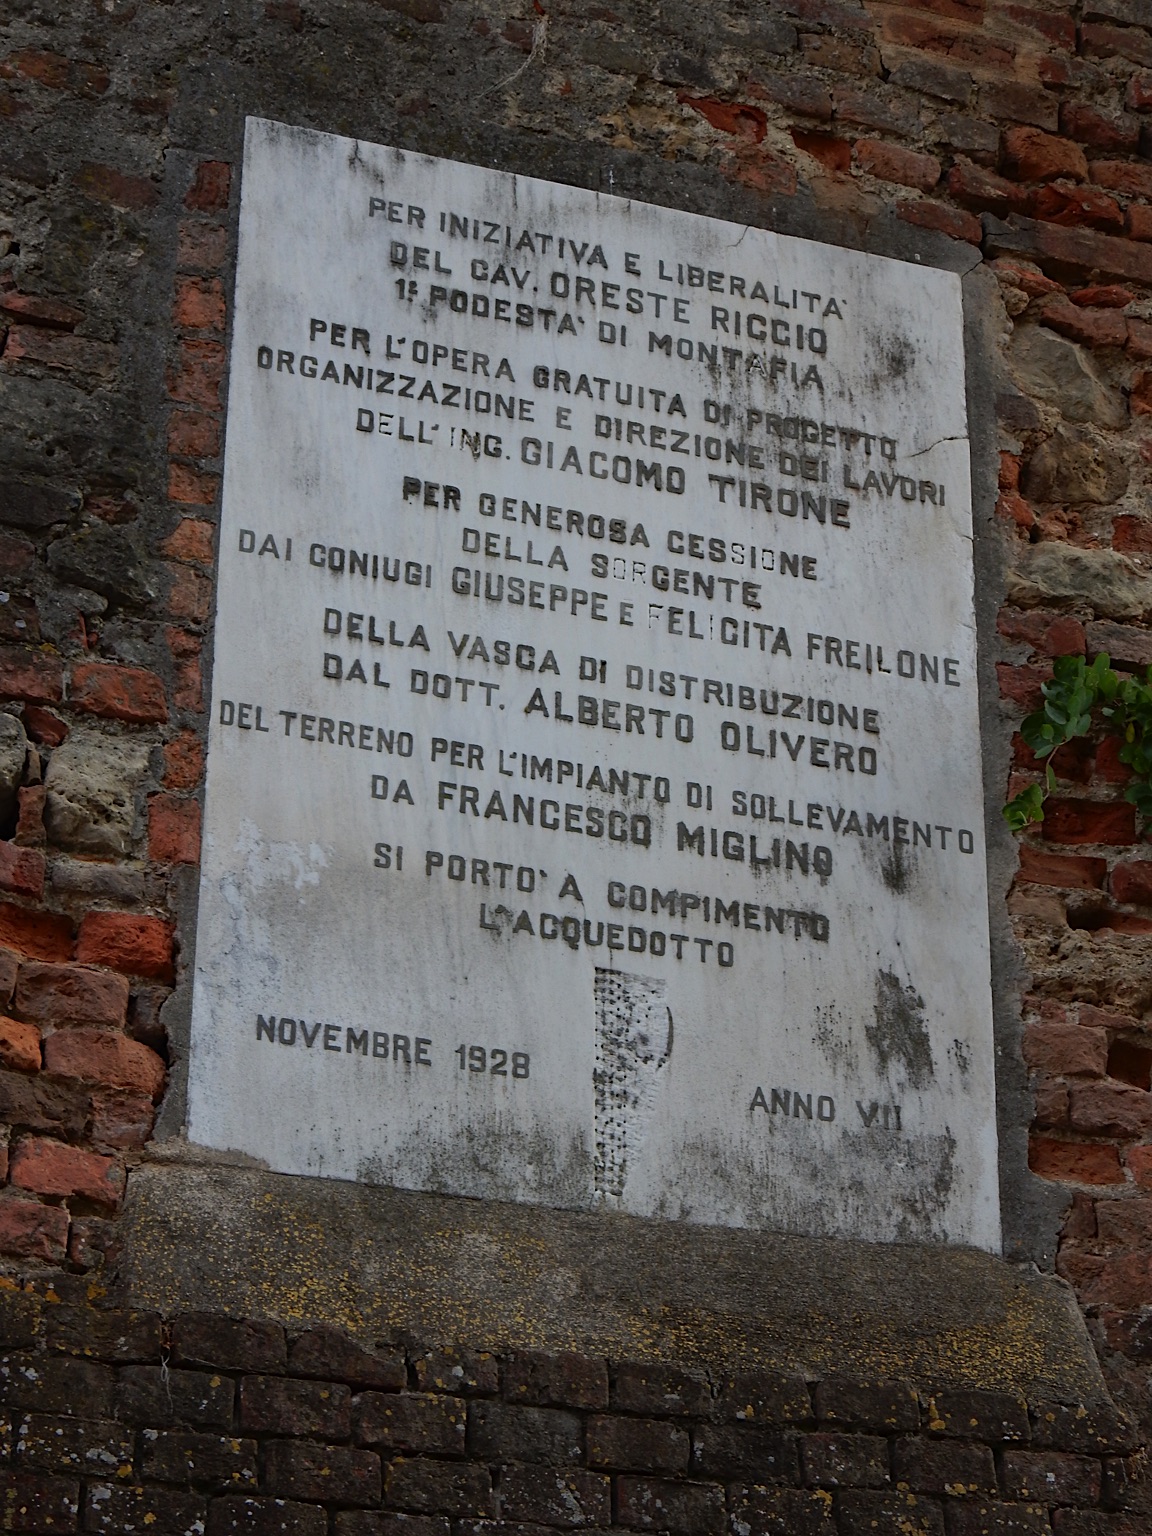 PER INIZIATIVA E LIBERALITA'
DEL CAV. ORESTE RICCIO
1º PODESTA' DI MONTAFIA
PER L'OPERA GRATUITA DI PROGETTO
ORGANIZZAZIONE E DIREZIONE DEI LAVORI
DELL' ING. GIACOMO TIRONE
PER GENEROSA CESSIONE
DELLA SORGENTE
DAI CONIUGI GIUSEPPE E FELICITA FREILONE
DELLA VASCA DI DISTRIBUZIONE
DAL DOTT. ALBERTO OLIVERO
DEL TERRENO PER L'IMPIANTO DI SOLLEVAMENTO
DA FRANCESCO MIGLINO
SI PORTO' A COMPIMENTO
L'ACQUEDOTTO
NOVEMBRE 1928
ANNO VII